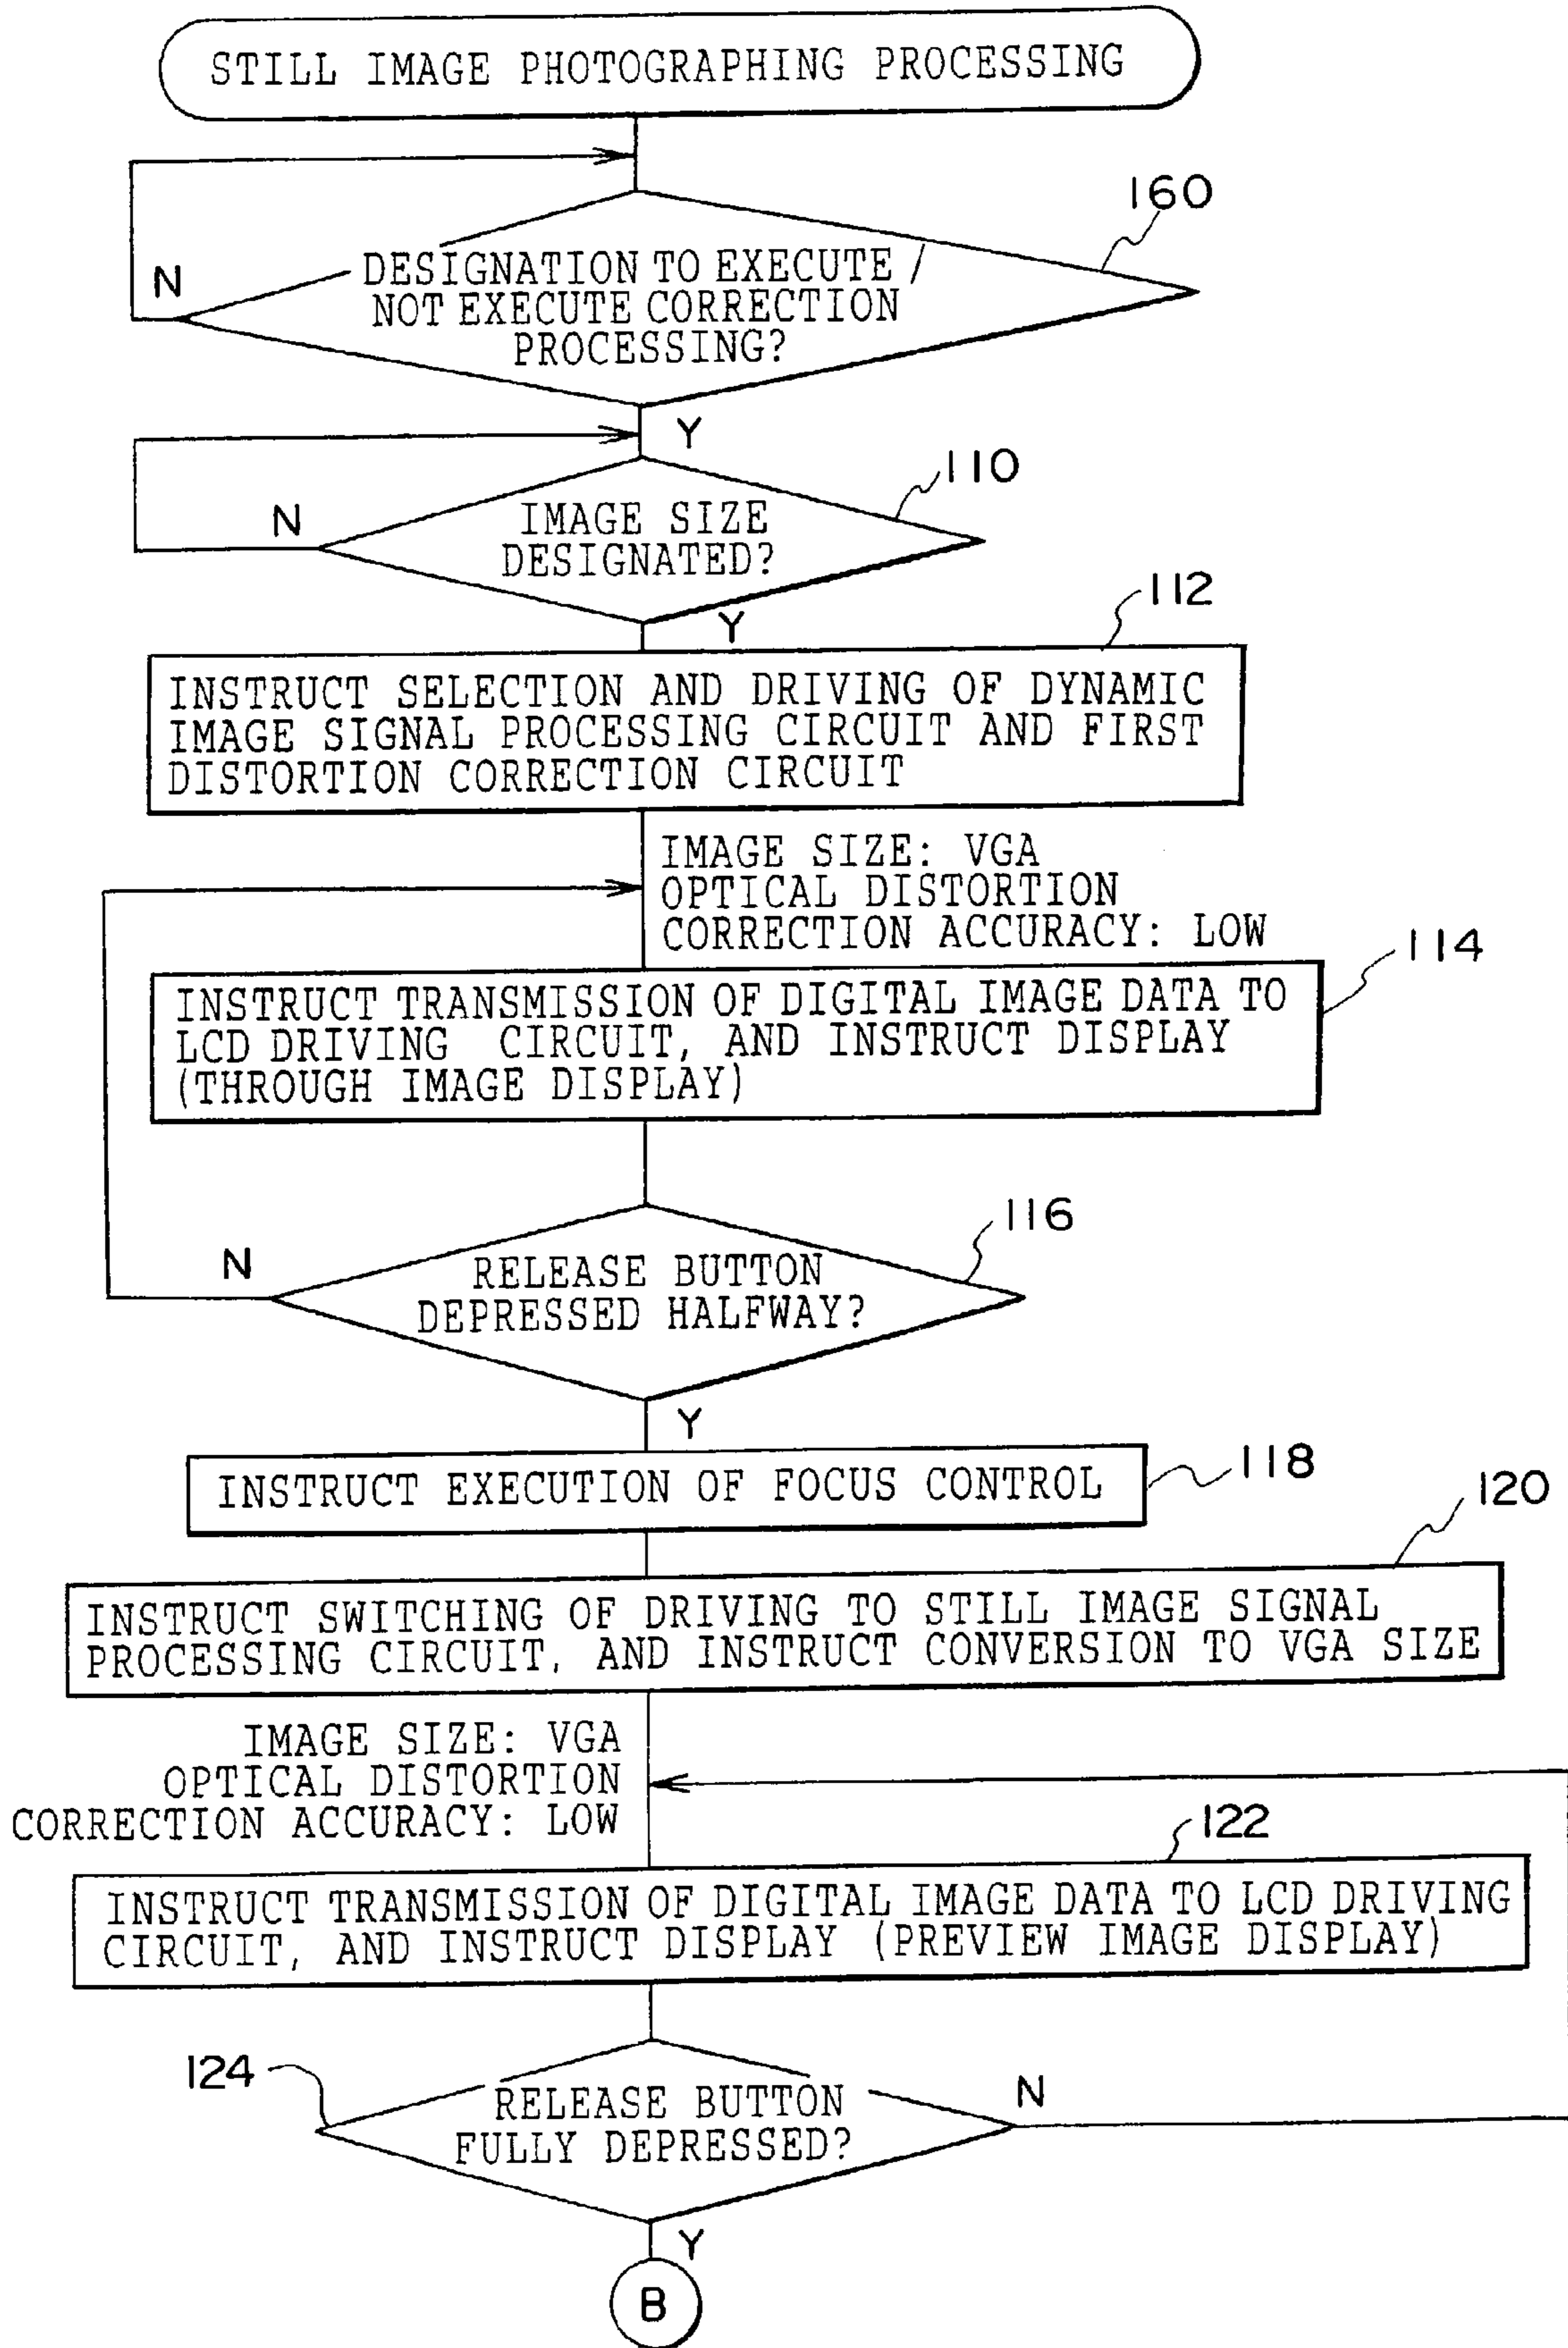 STILL IMAGE PHOTOGRAPHING PROCESSING
160
N
DESIGNATION TO EXECUTE /
NOT EXECUTE CORRECTION
PROCESSING?
Y
110
N
IMAGE SIZE
DESIGNATED?
Y
112
INSTRUCT SELECTION AND DRIVING OF DYNAMIC
IMAGE SIGNAL PROCESSING CIRCUIT AND FIRST
DISTORTION CORRECTION CIRCUIT
IMAGE SIZE: VGA
OPTICAL DISTORTION
CORRECTION ACCURACY: LOW
114
INSTRUCT TRANSMISSION OF DIGITAL IMAGE DATA TO
LCD DRIVING CIRCUIT, AND INSTRUCT DISPLAY
(THROUGH IMAGE DISPLAY)
116
N
RELEASE BUTTON
DEPRESSED HALFWAY?
Y
118
INSTRUCT EXECUTION OF FOCUS CONTROL
120
INSTRUCT SWITCHING OF DRIVING TO STILL IMAGE SIGNAL
PROCESSING CIRCUIT, AND INSTRUCT CONVERSION TO VGA SIZE
IMAGE SIZE: VGA
OPTICAL DISTORTION
CORRECTION ACCURACY: LOW
122
INSTRUCT TRANSMISSION OF DIGITAL IMAGE DATA TO LCD DRIVING
CIRCUIT, AND INSTRUCT DISPLAY (PREVIEW IMAGE DISPLAY)
124
N
RELEASE BUTTON
FULLY DEPRESSED?
Y
B